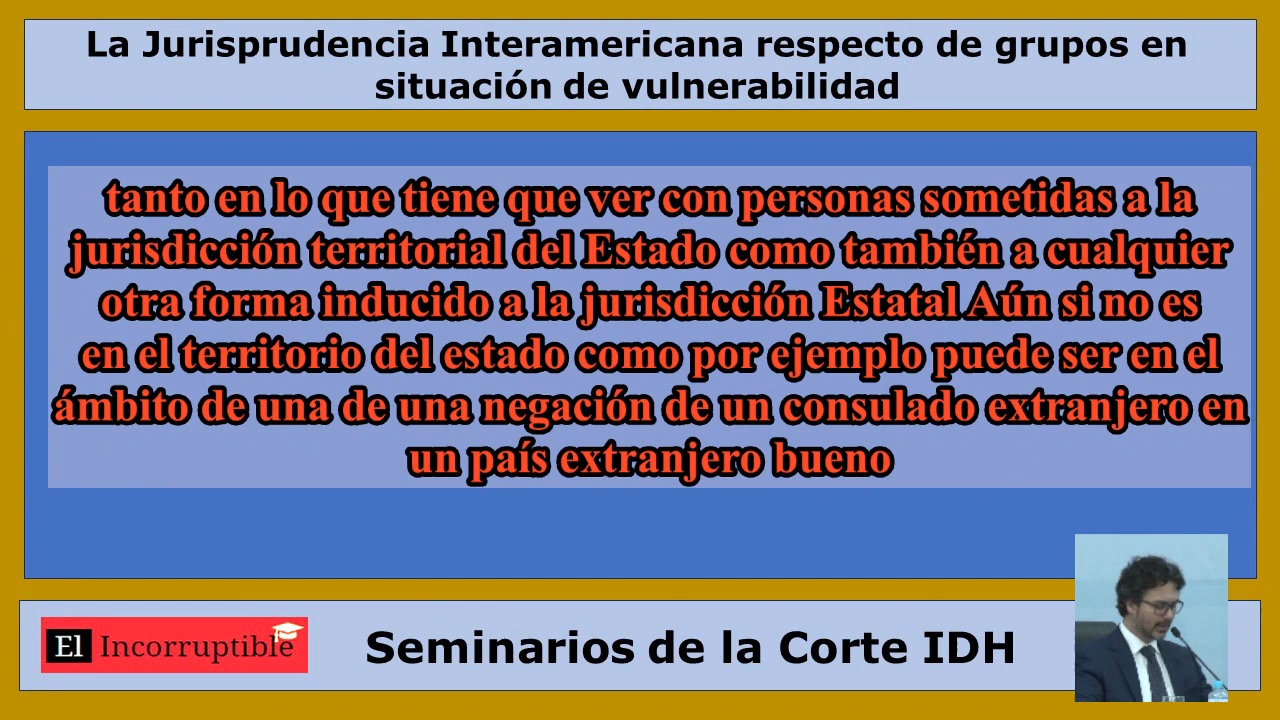 La Jurisprudencia Interamericana respecto de grupos en
situación de vulnerabilidad
tanto en lo que tiene que ver con personas sometidas a la
jurisdicción territorial del Estado como también a cualquier
otra forma inducido a la jurisdicción Estatal Aún si no es
en el territorio del estado como por ejemplo puede ser en el
ámbito de una de una negación de un consulado extranjero en
un país extranjero bueno
El Incorruptible
Seminarios de la Corte IDH